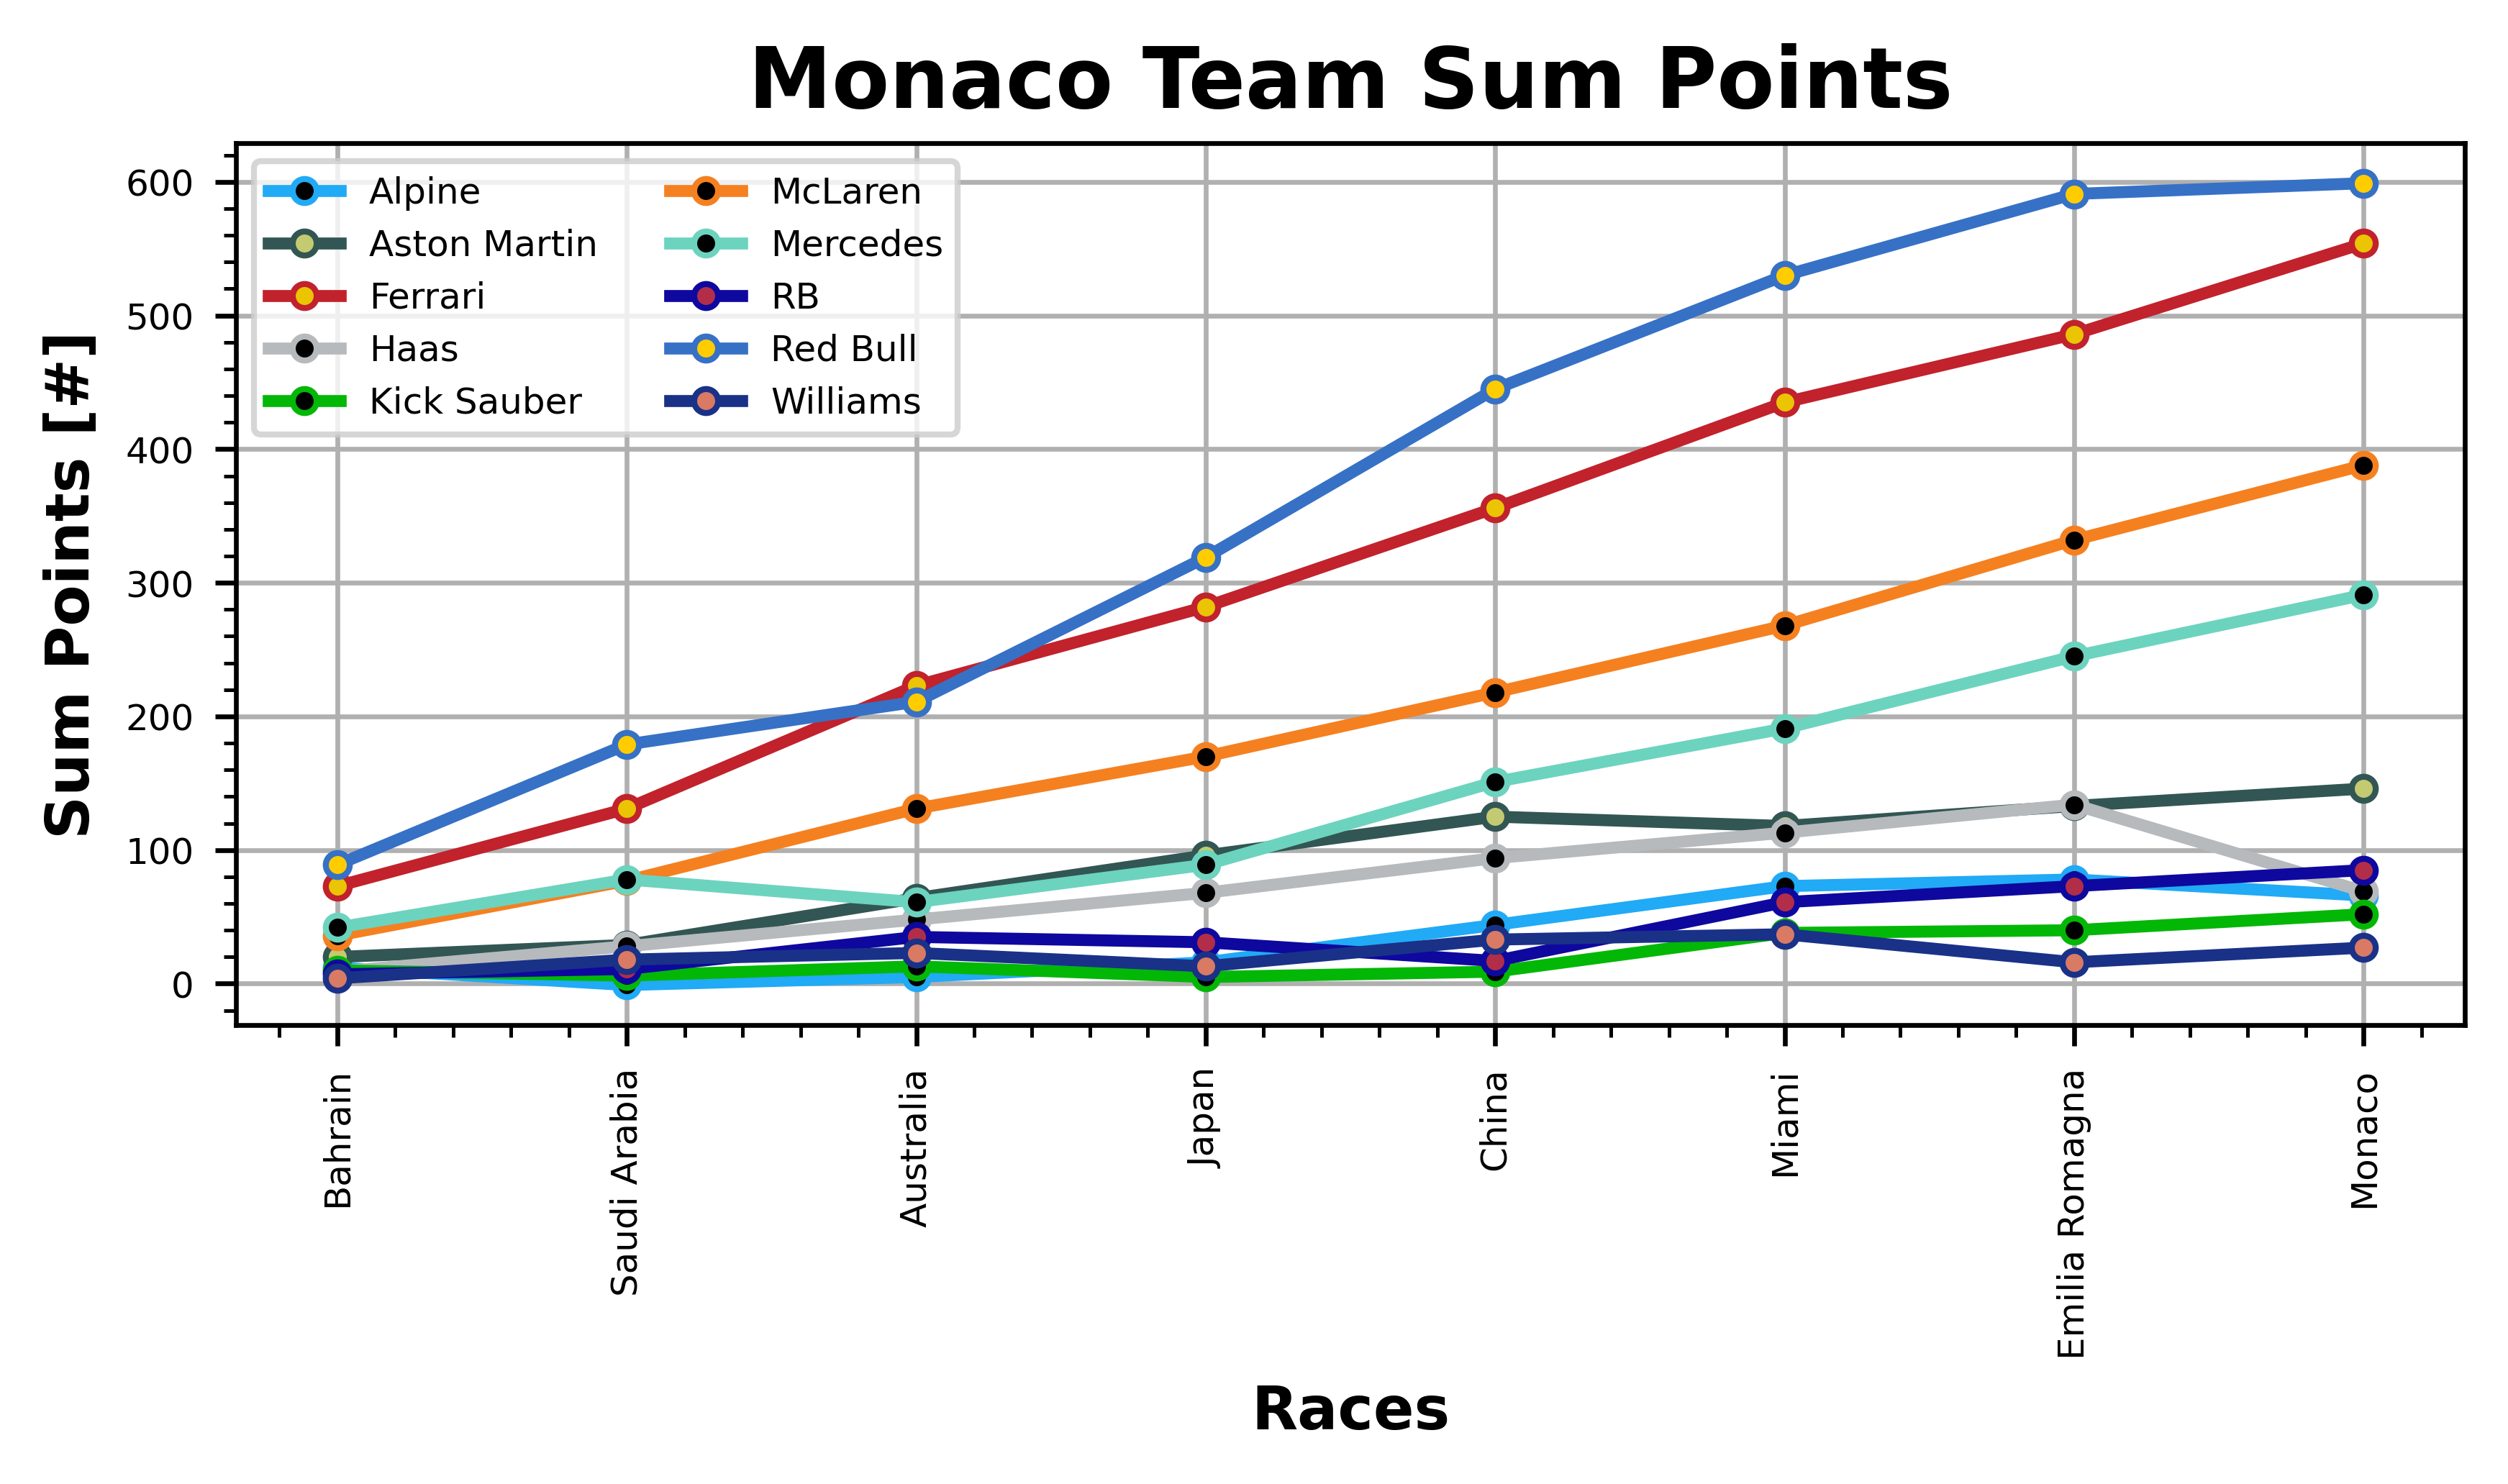 Monaco Team Sum Points
Sum Points [#]
600
500
400
300
200
100
0
Alpine
Aston Martin
Ferrari
Haas
Kick Sauber
McLaren
Mercedes
RB
Red Bull
Williams
Bahrain
Saudi Arabia
Australia
Japan
China
Miami
Emilia Romagna
Monaco
Races